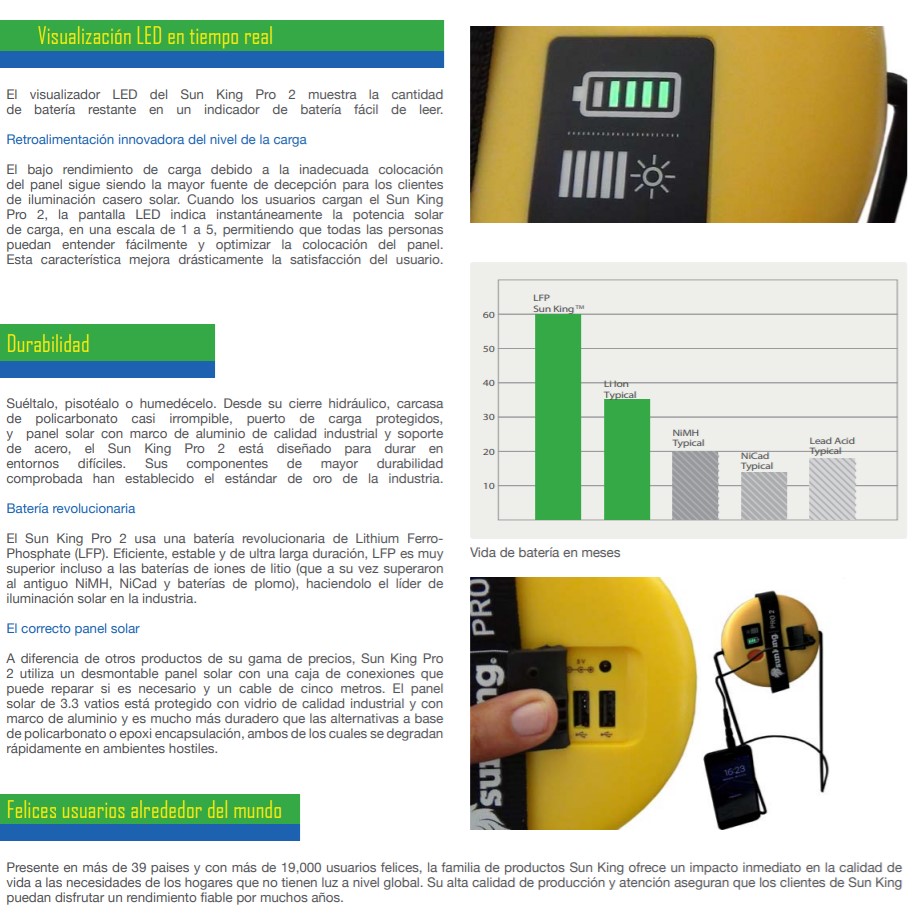 Visualización LED en tiempo real
El visualizador LED del Sun King Pro 2 muestra la cantidad
de batería restante en un indicador de batería fácil de leer.
Retroalimentación innovadora del nivel de la carga
El bajo rendimiento de carga debido a la inadecuada colocación
del panel sigue siendo la mayor fuente de decepción para los clientes
de iluminación casero solar. Cuando los usuarios cargan el Sun King
Pro 2, la pantalla LED indica instantáneamente la potencia solar
de carga, en una escala de 1 a 5, permitiendo que todas las personas
puedan entender fácilmente y optimizar la colocación del panel.
Esta característica mejora drásticamente la satisfacción del usuario.
Durabilidad
Suéltalo, pisotéalo o humedécelo. Desde su cierre hidráulico, carcasa
de policarbonato casi irrompible, puerto de carga protegidos,
y panel solar con marco de aluminio de calidad industrial y soporte
de acero, el Sun King Pro 2 está diseñado para durar en
entornos difíciles. Sus componentes de mayor durabilidad
comprobada han establecido el estándar de oro de la industria.
Batería revolucionaria
El Sun King Pro 2 usa una batería revolucionaria de Lithium Ferro-
Phosphate (LFP). Eficiente, estable y de ultra larga duración, LFP es muy
superior incluso a las baterías de iones de litio (que a su vez superaron
al antiguo NiMH, NiCad y baterías de plomo), haciendolo el líder de
iluminación solar en la industria.
El correcto panel solar
A diferencia de otros productos de su gama de precios, Sun King Pro
2 utiliza un desmontable panel solar con una caja de conexiones que
puede reparar si es necesario y un cable de cinco metros. El panel
solar de 3.3 vatios está protegido con vidrio de calidad industrial y con
marco de aluminio y es mucho más duradero que las alternativas a base
de policarbonato o epoxi encapsulación, ambos de los cuales se degradan
rápidamente en ambientes hostiles.
LFP
Sun King™
Li Ion
Typical
NiMH
Typical
NiCad
Typical
Lead Acid
Typical
60
50
40
30
20
10
Vida de batería en meses
sunking. PRO
5V
sunking. PRO 2
16:23
Felices usuarios alrededor del mundo
Presente en más de 39 paises y con más de 19,000 usuarios felices, la familia de productos Sun King ofrece un impacto inmediato en la calidad de
vida a las necesidades de los hogares que no tienen luz a nivel global. Su alta calidad de producción y atención aseguran que los clientes de Sun King
puedan disfrutar un rendimiento fiable por muchos años.